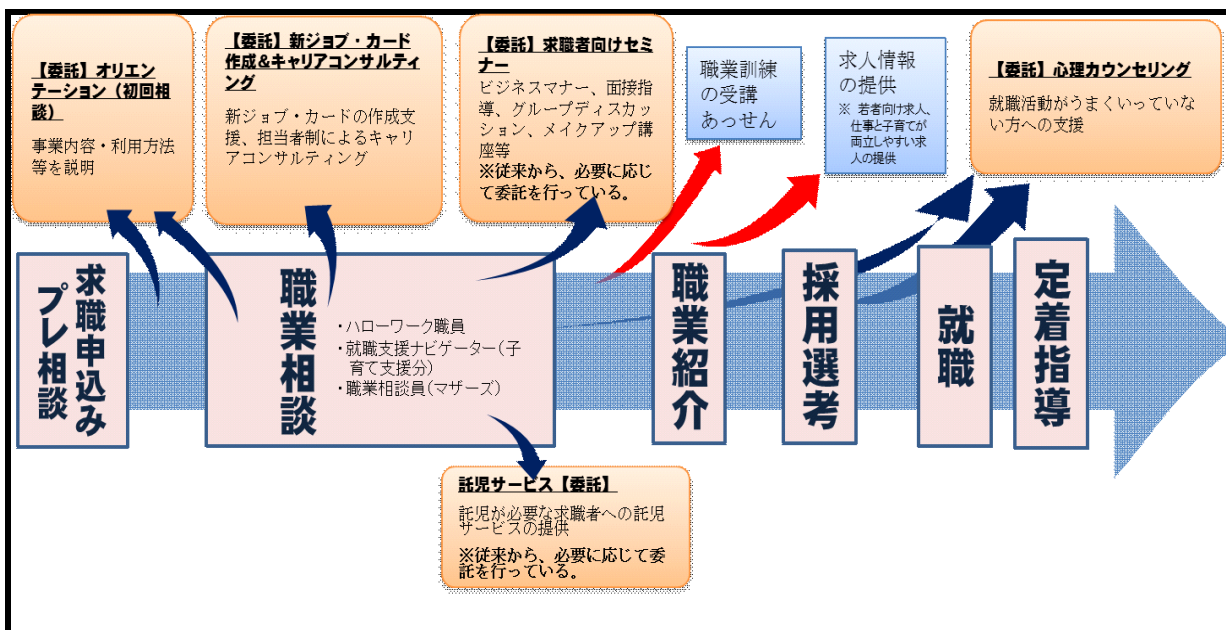 【委託】オリエン
テーション（初回相
談）
事業内容・利用方法
等を説明
【委託】新ジョブ・カード
作成&キャリアコンサルティ
ング
新ジョブ・カードの作成支
援、担当者制によるキャリ
アコンサルティング
【委託】求職者向けセミ
ナー
ビジネスマナー、面接指
導、グループディスカッ
ション、メイクアップ講
座等
※従来から、必要に応じ
て委託を行っている。
職業訓練
の受講
あっせん
求人情報
の提供
※ 若者向け求人、
仕事と子育てが
両立しやすい求
人の提供
【委託】心理カウンセリング
就職活動がうまくいっていな
い方への支援
求職申込み
プレ相談
職業相談
・ハローワーク職員
・就職支援ナビゲーター（子
育て支援分）
・職業相談員（マザーズ）
職業紹介
採用選考
就職
定着指導
託児サービス【委託】
託児が必要な求職者への託児
サービスの提供
※従来から、必要に応じて委
託を行っている。